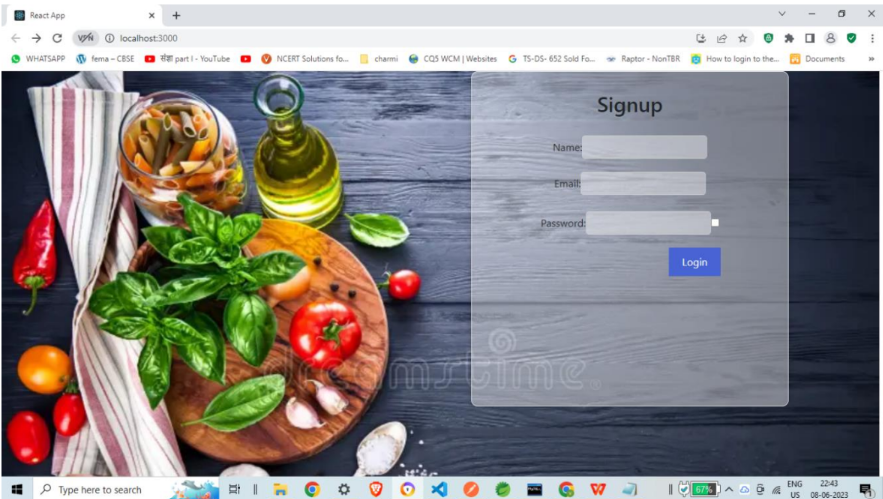 React App
VPN
localhost:3000
WHATSAPP
fema – CBSE
संज्ञा part I - YouTube
NCERT Solutions fo...
charmi
CQ5 WCM | Websites
TS-DS- 652 Sold Fo...
Raptor - NonTBR
How to login to the...
Documents
»
Signup
Name:
Email:
Password:
Login
dreamstime.
Type here to search
67%
ENG
US
22:43
08-06-2023